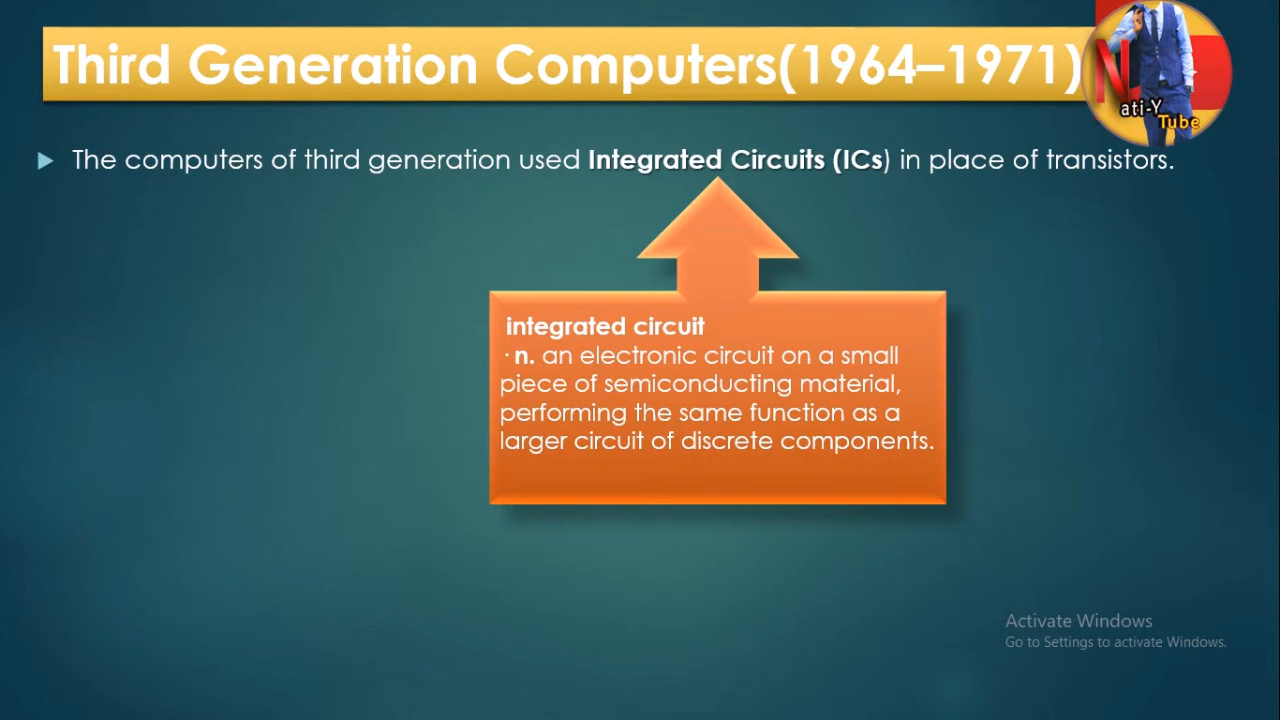 Third Generation Computers(1964–1971)
N
ati-Y
Tube
The computers of third generation used Integrated Circuits (ICs) in place of transistors.
integrated circuit
· n. an electronic circuit on a small
piece of semiconducting material,
performing the same function as a
larger circuit of discrete components.
Activate Windows
Go to Settings to activate Windows.